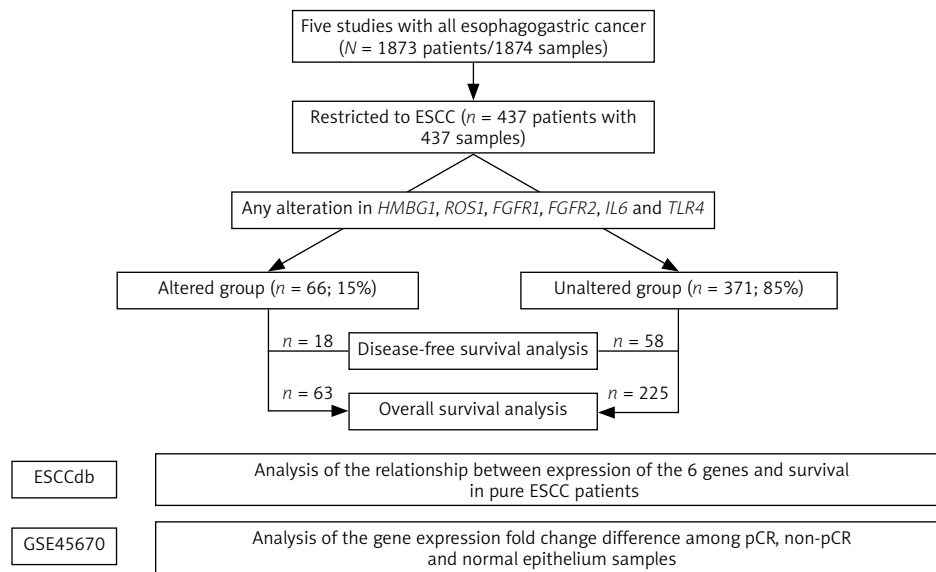 Five studies with all esophagogastric cancer
(N = 1873 patients/1874 samples)
Restricted to ESCC (n = 437 patients with
437 samples)
Any alteration in HMBG1, ROS1, FGFR1, FGFR2, IL6 and TLR4
Altered group (n = 66; 15%)
Unaltered group (n = 371; 85%)
n = 18
Disease-free survival analysis
n = 58
n = 63
Overall survival analysis
n = 225
ESCCdb
Analysis of the relationship between expression of the 6 genes and survival
in pure ESCC patients
GSE45670
Analysis of the gene expression fold change difference among pCR, non-pCR
and normal epithelium samples